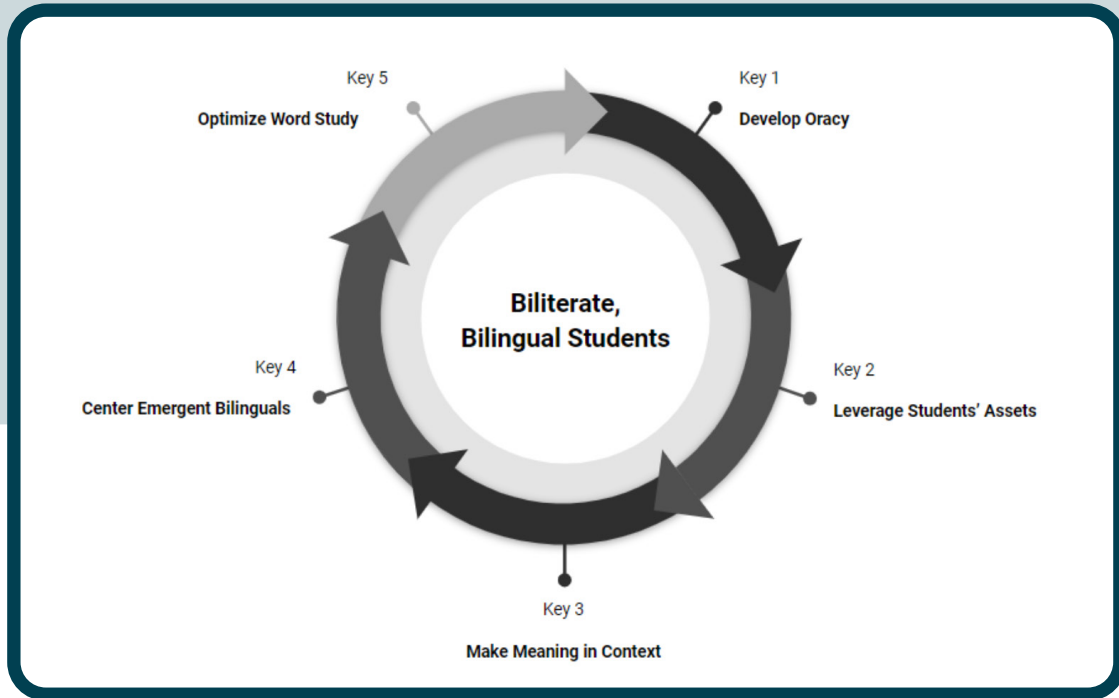 Key 1
Develop Oracy
Key 2
Leverage Students’ Assets
Key 3
Make Meaning in Context
Key 4
Center Emergent Bilinguals
Key 5
Optimize Word Study
Biliterate,
Bilingual Students